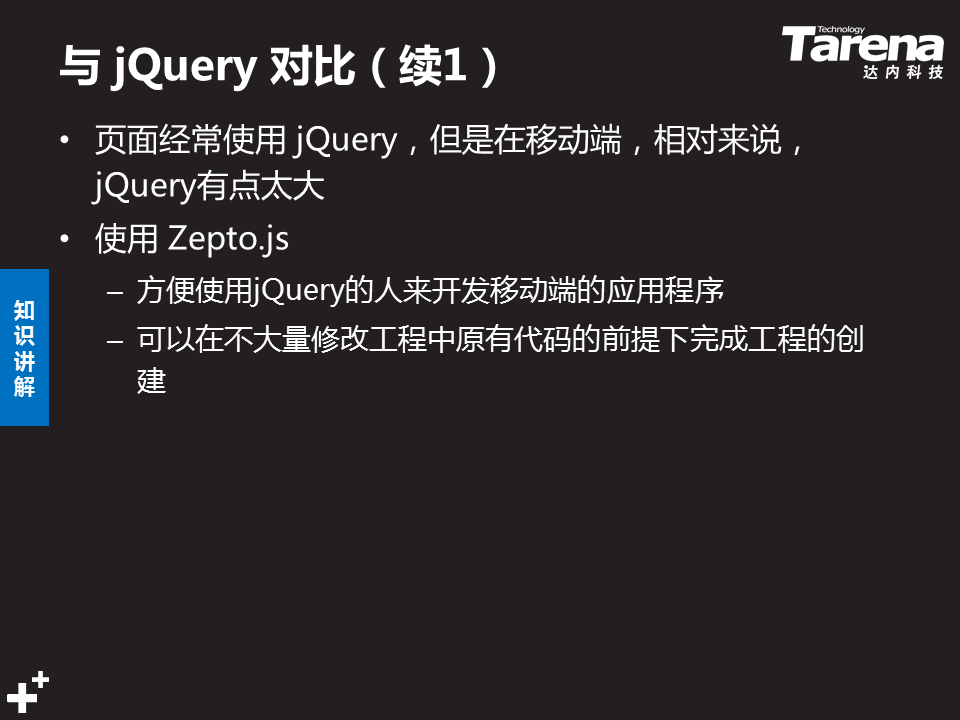 与 jQuery 对比（续1）
Technology
Tarena
达内科技
• 页面经常使用 jQuery，但是在移动端，相对来说，
jQuery有点太大
• 使用 Zepto.js
– 方便使用jQuery的人来开发移动端的应用程序
– 可以在不大量修改工程中原有代码的前提下完成工程的创
建
知
识
讲
解